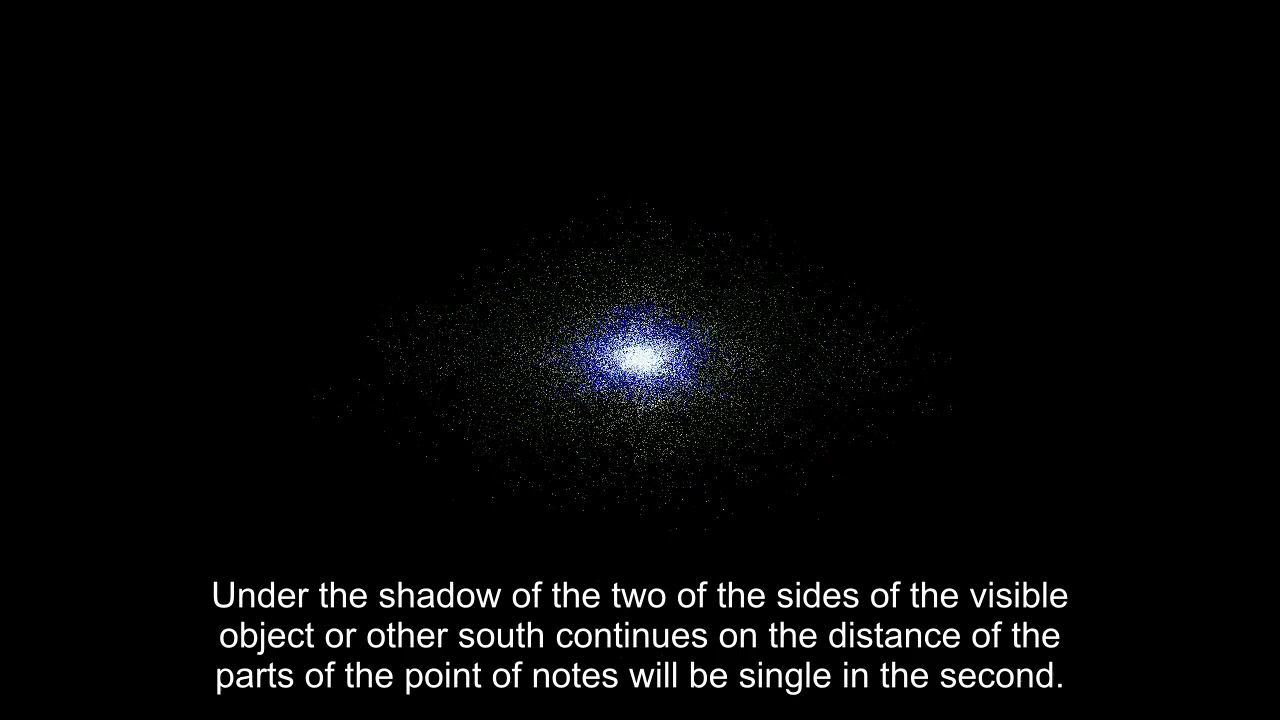 Under the shadow of the two of the sides of the visible
object or other south continues on the distance of the
parts of the point of notes will be single in the second.